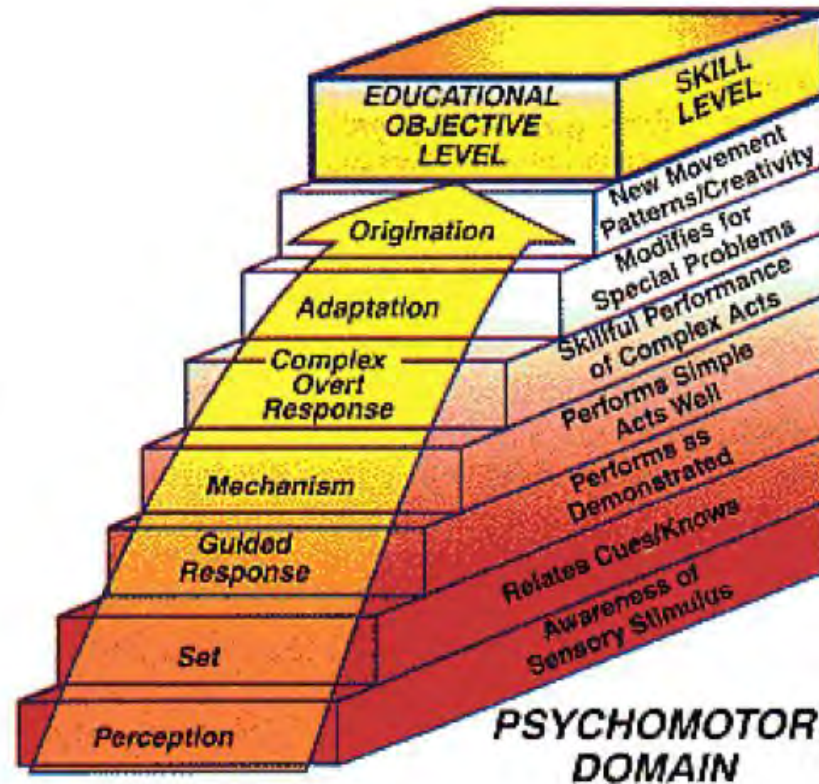 EDUCATIONAL
OBJECTIVE
LEVEL
SKILL
LEVEL
Origination
New Movement
Patterns/Creativity
Adaptation
Modifies for
Special Problems
Complex
Overt
Response
Skillful Performance
of Complex Acts
Mechanism
Performs Simple
Acts Well
Guided
Response
Performs as
Demonstrated
Set
Relates Cues/Knows
Perception
Awareness of
Sensory Stimulus
PSYCHOMOTOR
DOMAIN